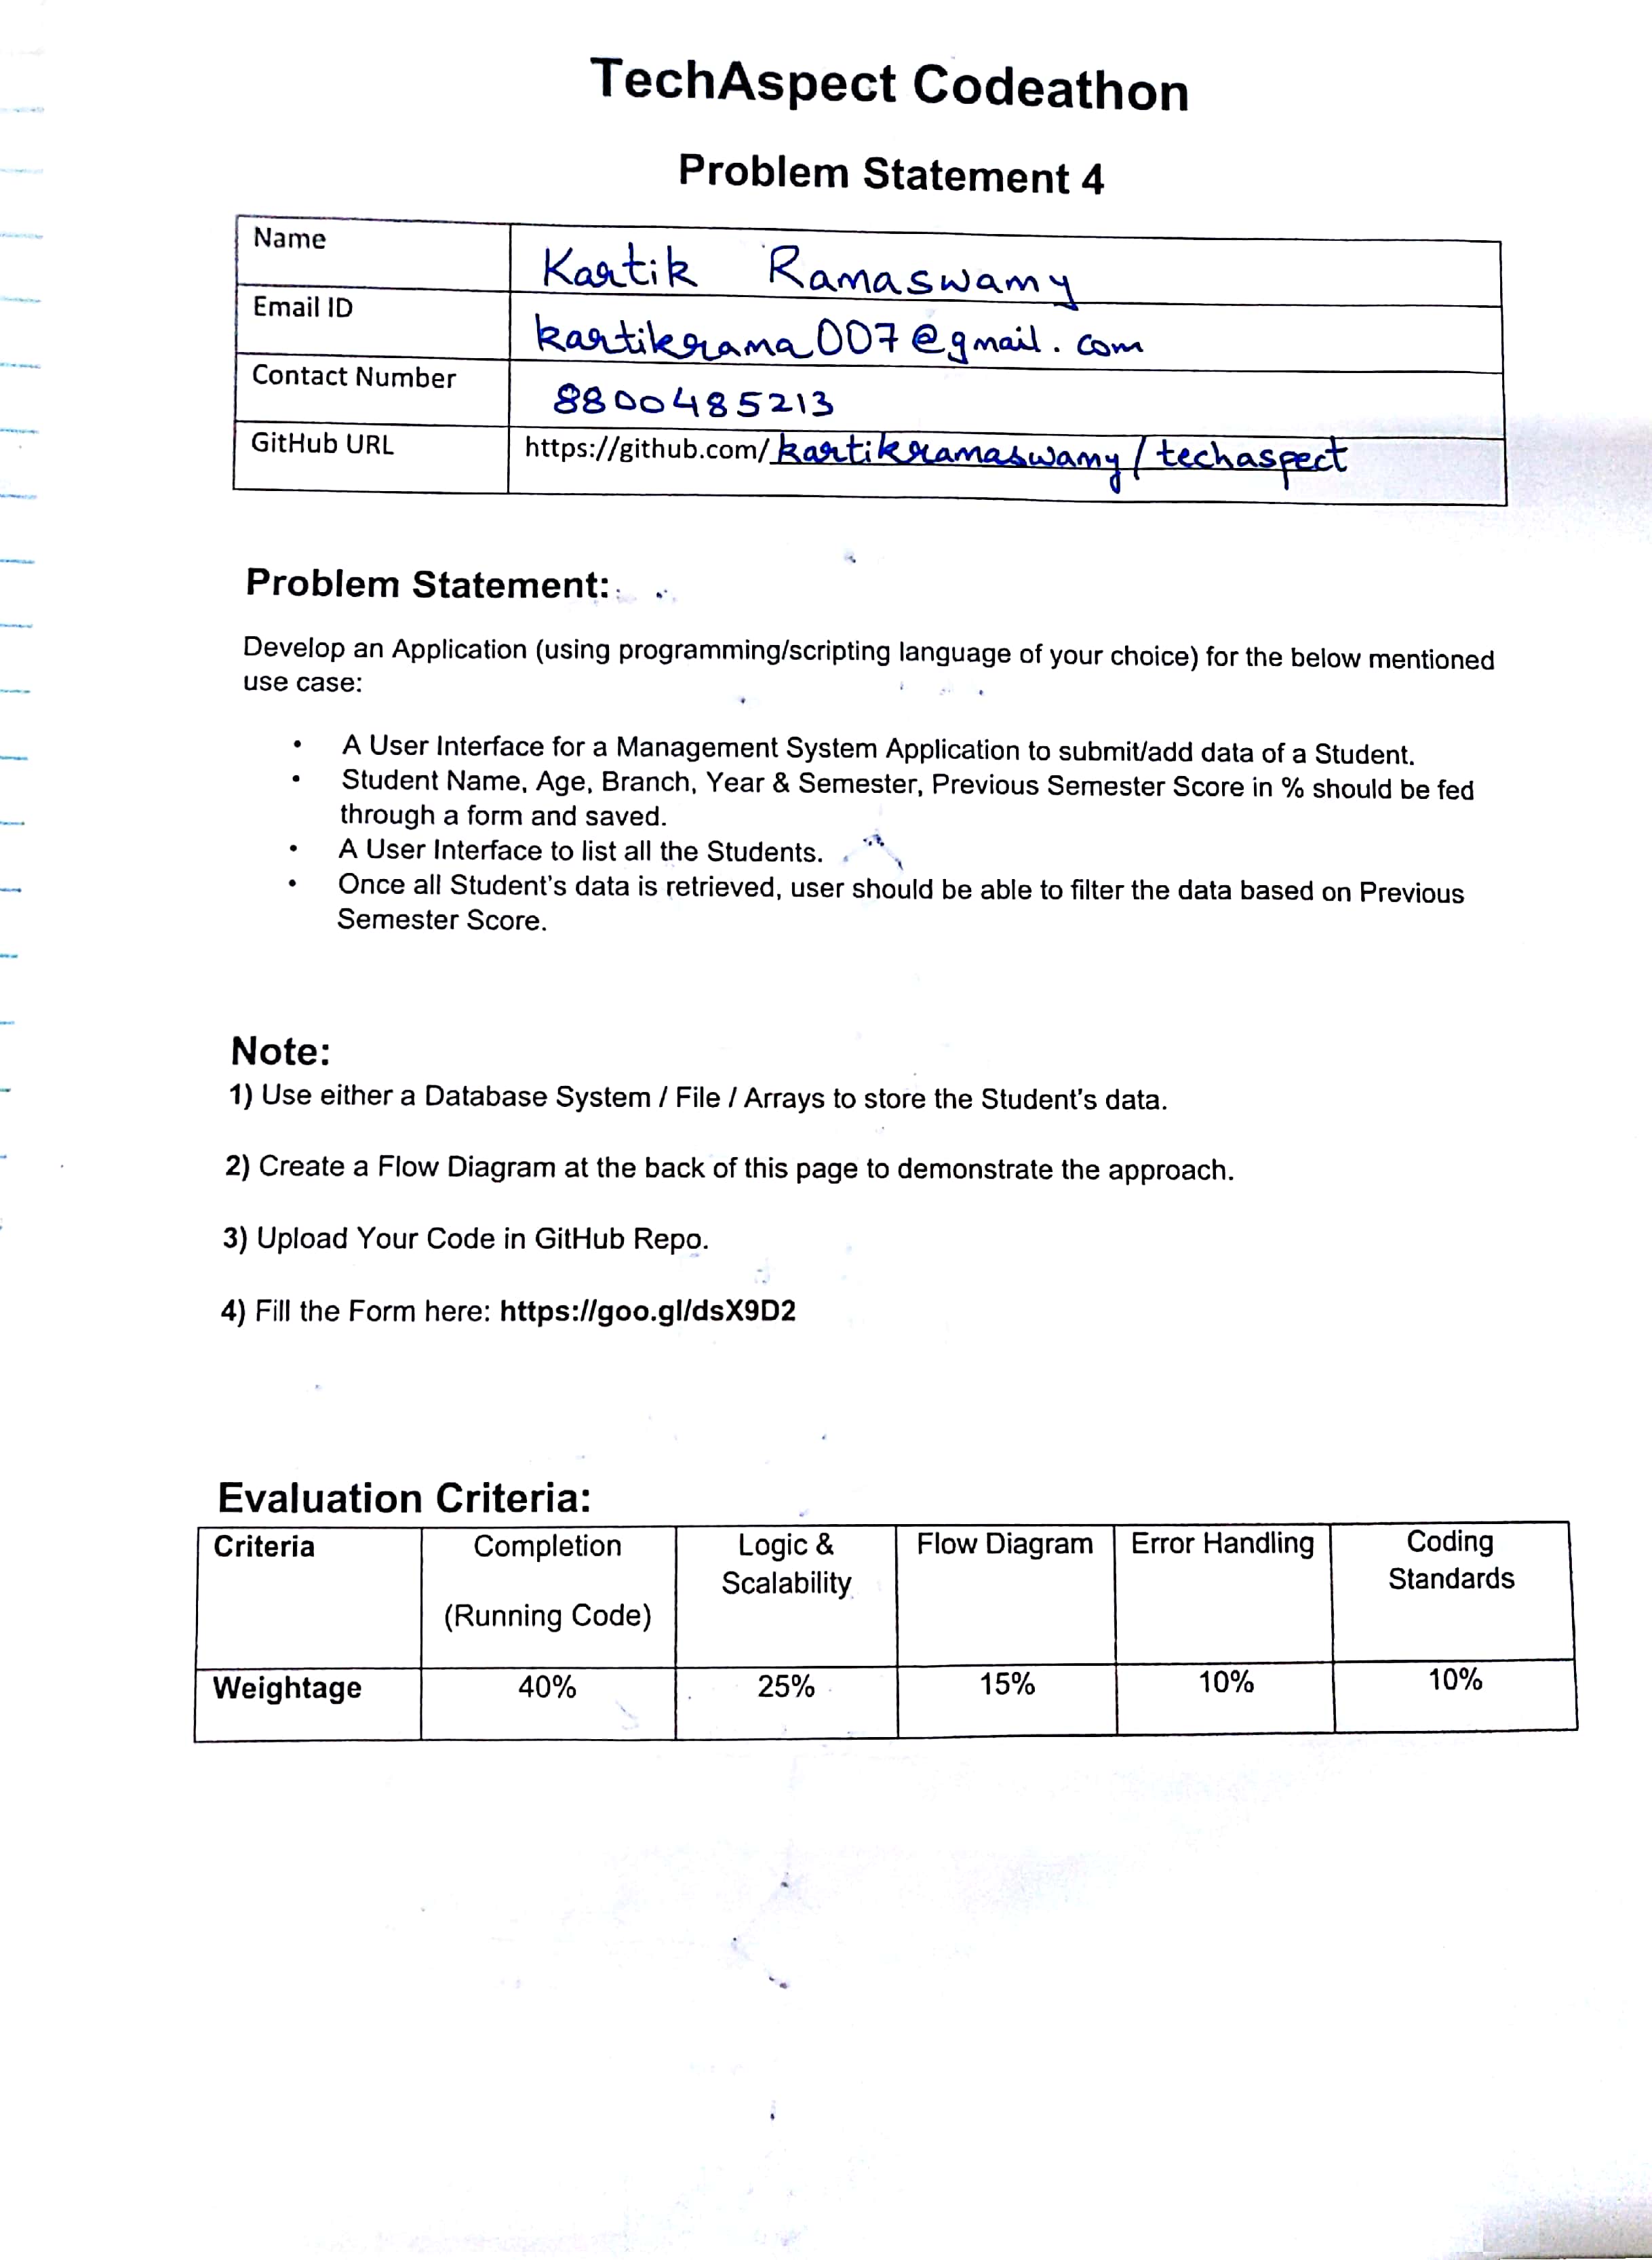 TechAspect Codeathon
Problem Statement 4
Name Kartik Ramaswamy
Email ID kartikrama007@gmail.com
Contact Number 8800485213
GitHub URL https://github.com/kartikramaswamy/techaspect
Problem Statement:
Develop an Application (using programming/scripting language of your choice) for the below mentioned
use case:
• A User Interface for a Management System Application to submit/add data of a Student.
• Student Name, Age, Branch, Year & Semester, Previous Semester Score in % should be fed
through a form and saved.
• A User Interface to list all the Students.
• Once all Student's data is retrieved, user should be able to filter the data based on Previous
Semester Score.
Note:
1) Use either a Database System / File / Arrays to store the Student's data.
2) Create a Flow Diagram at the back of this page to demonstrate the approach.
3) Upload Your Code in GitHub Repo.
4) Fill the Form here: https://goo.gl/dsX9D2
Evaluation Criteria:
Criteria Completion Logic & Flow Diagram Error Handling Coding
Scalability Standards
(Running Code)
Weightage 40% 25% 15% 10% 10%